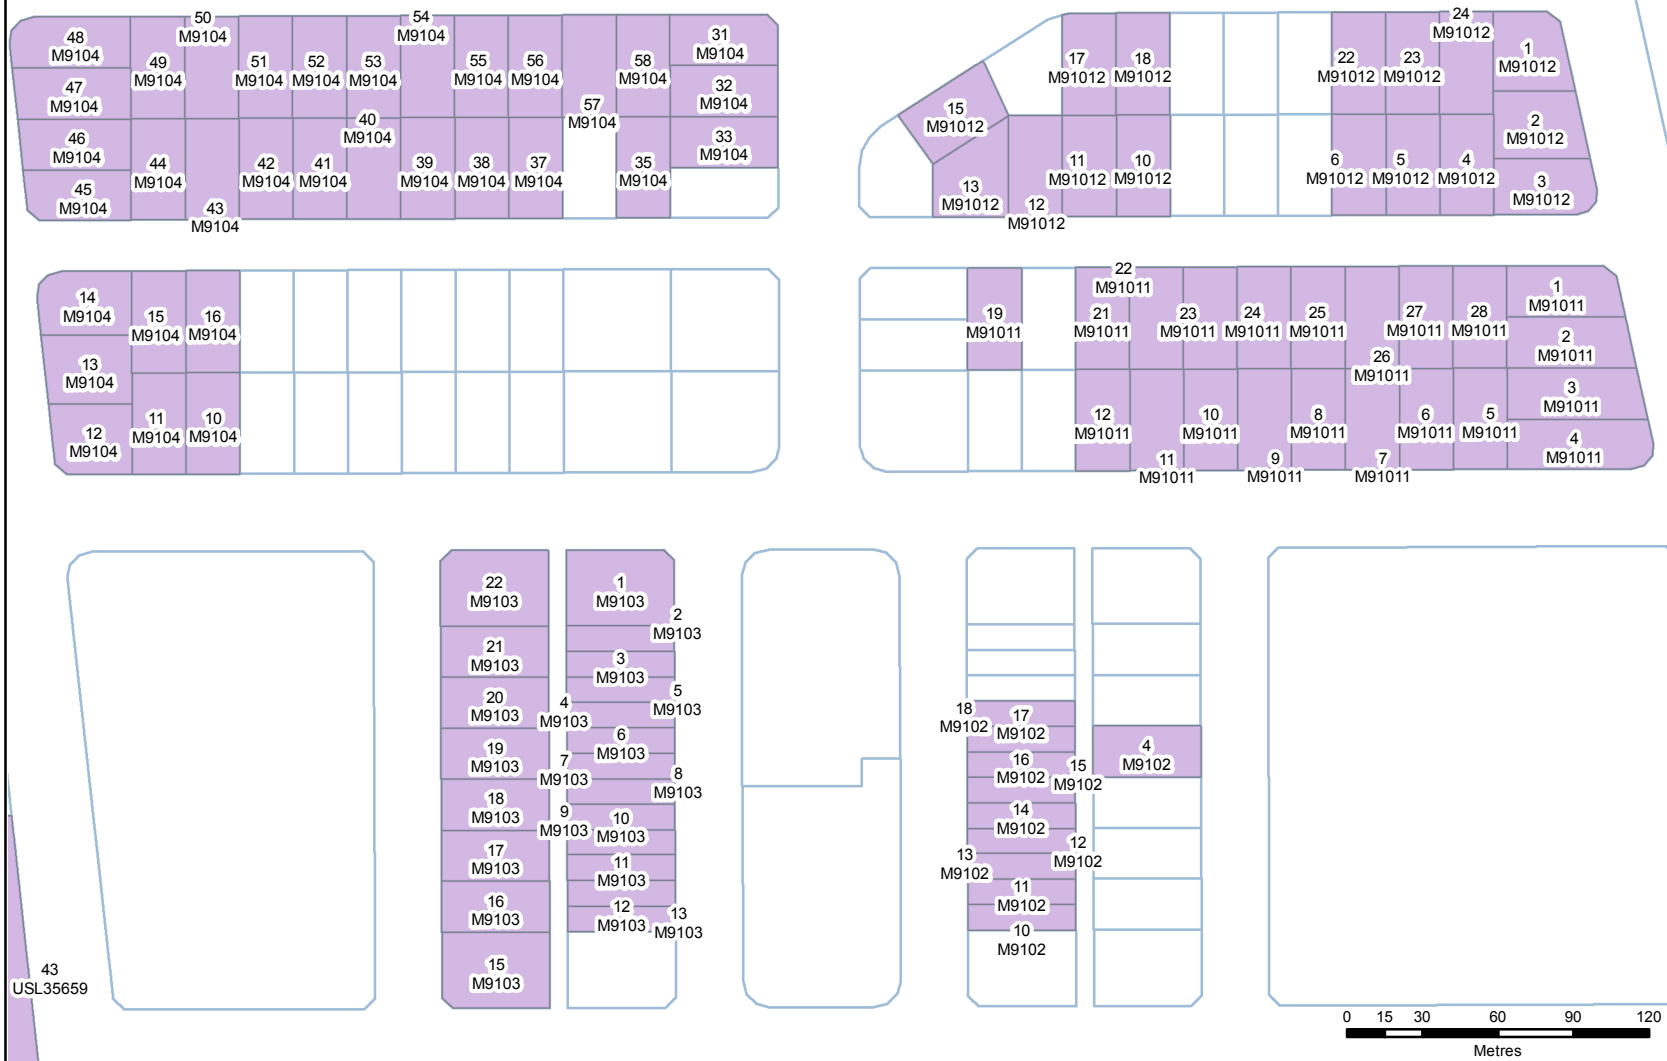 48
M9104
47
M9104
46
M9104
45
M9104
49
M9104
44
M9104
50
M9104
43
M9104
51
M9104
42
M9104
52
M9104
41
M9104
53
M9104
40
M9104
54
M9104
39
M9104
55
M9104
38
M9104
56
M9104
37
M9104
57
M9104
58
M9104
35
M9104
31
M9104
32
M9104
33
M9104
15
M91012
13
M91012
12
M91012
17
M91012
11
M91012
18
M91012
10
M91012
22
M91012
6
M91012
23
M91012
5
M91012
24
M91012
4
M91012
1
M91012
2
M91012
3
M91012
14
M9104
13
M9104
12
M9104
15
M9104
11
M9104
16
M9104
10
M9104
19
M91011
22
M91011
21
M91011
23
M91011
24
M91011
25
M91011
26
M91011
27
M91011
28
M91011
1
M91011
2
M91011
3
M91011
4
M91011
12
M91011
11
M91011
10
M91011
9
M91011
8
M91011
7
M91011
6
M91011
5
M91011
22
M9103
21
M9103
20
M9103
19
M9103
18
M9103
17
M9103
16
M9103
15
M9103
1
M9103
2
M9103
3
M9103
4
M9103
5
M9103
6
M9103
7
M9103
8
M9103
9
M9103
10
M9103
11
M9103
12
M9103
13
M9103
18
M9102
17
M9102
16
M9102
15
M9102
14
M9102
13
M9102
12
M9102
11
M9102
10
M9102
4
M9102
43
USL35659
0 15 30 60 90 120
Metres